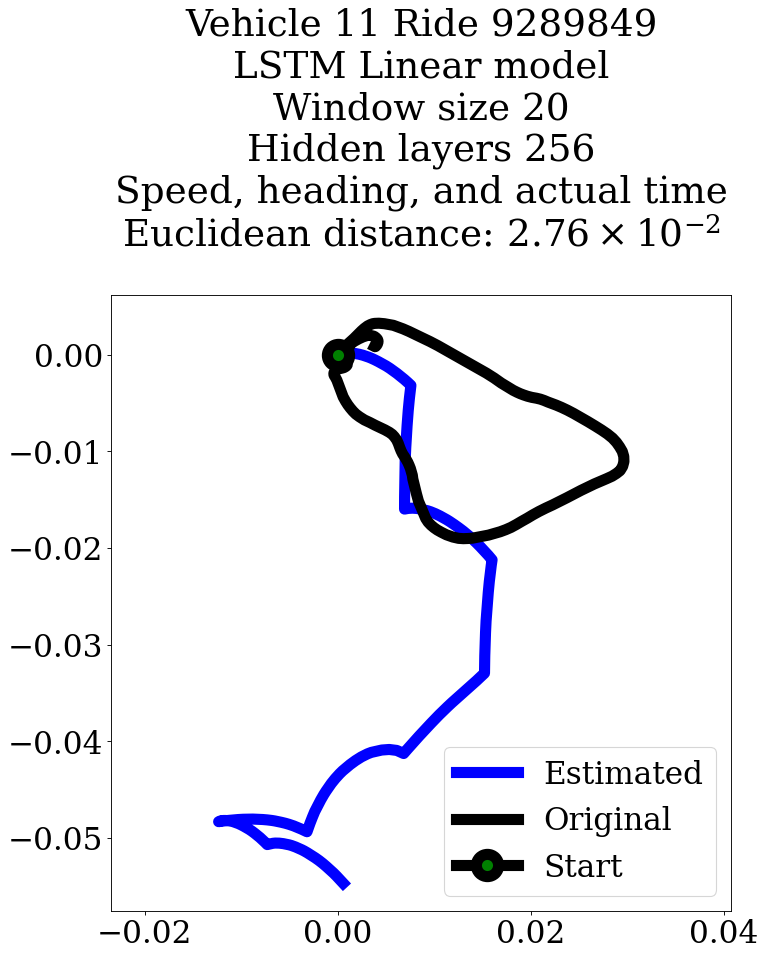 Vehicle 11 Ride 9289849
LSTM Linear model
Window size 20
Hidden layers 256
Speed, heading, and actual time
Euclidean distance: 2.76 × 10⁻²
0.00
−0.01
−0.02
−0.03
−0.04
−0.05
Estimated
Original
Start
−0.02 0.00 0.02 0.04